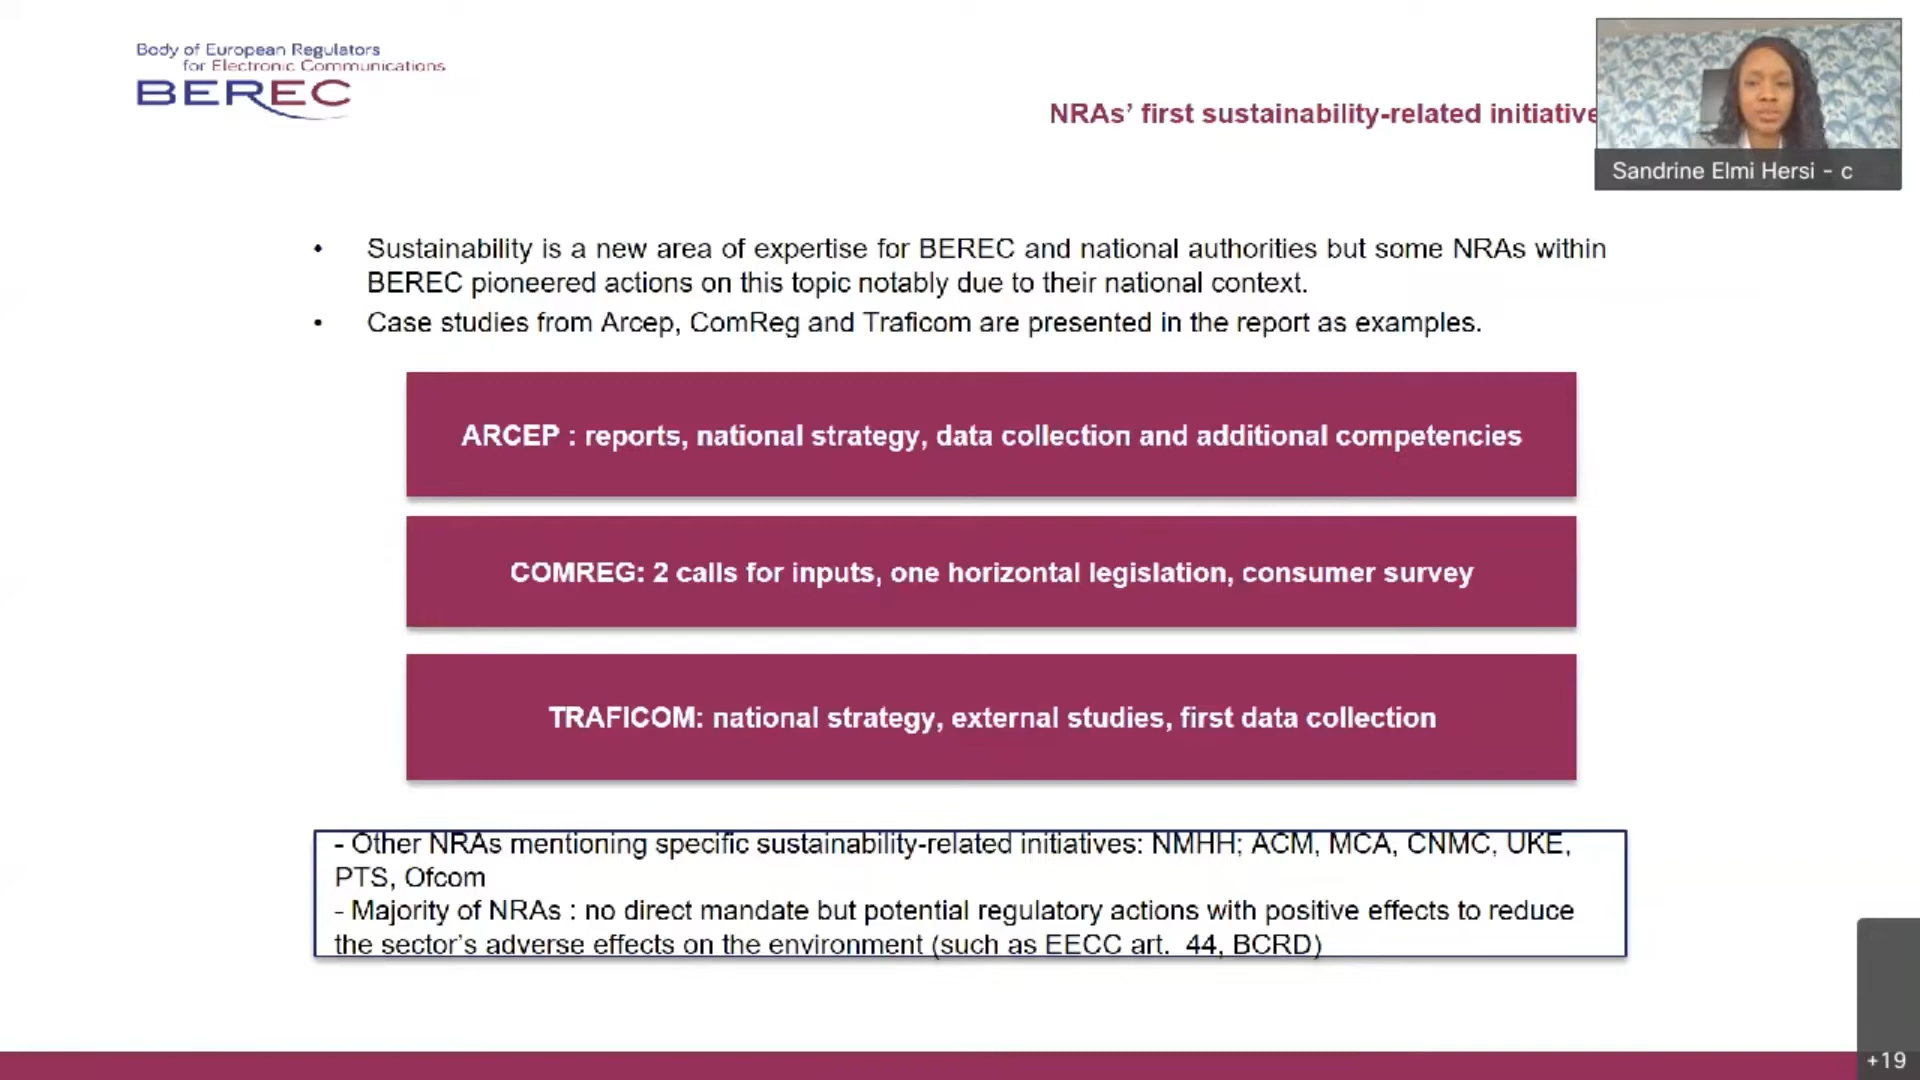 Body of European Regulators
for Electronic Communications
BEREC
NRAs’ first sustainability-related initiative
Sandrine Elmi Hersi - c
• Sustainability is a new area of expertise for BEREC and national authorities but some NRAs within
BEREC pioneered actions on this topic notably due to their national context.
• Case studies from Arcep, ComReg and Traficom are presented in the report as examples.
ARCEP : reports, national strategy, data collection and additional competencies
COMREG: 2 calls for inputs, one horizontal legislation, consumer survey
TRAFICOM: national strategy, external studies, first data collection
- Other NRAs mentioning specific sustainability-related initiatives: NMHH; ACM, MCA, CNMC, UKE,
PTS, Ofcom
- Majority of NRAs : no direct mandate but potential regulatory actions with positive effects to reduce
the sector’s adverse effects on the environment (such as EECC art. 44, BCRD)
+19